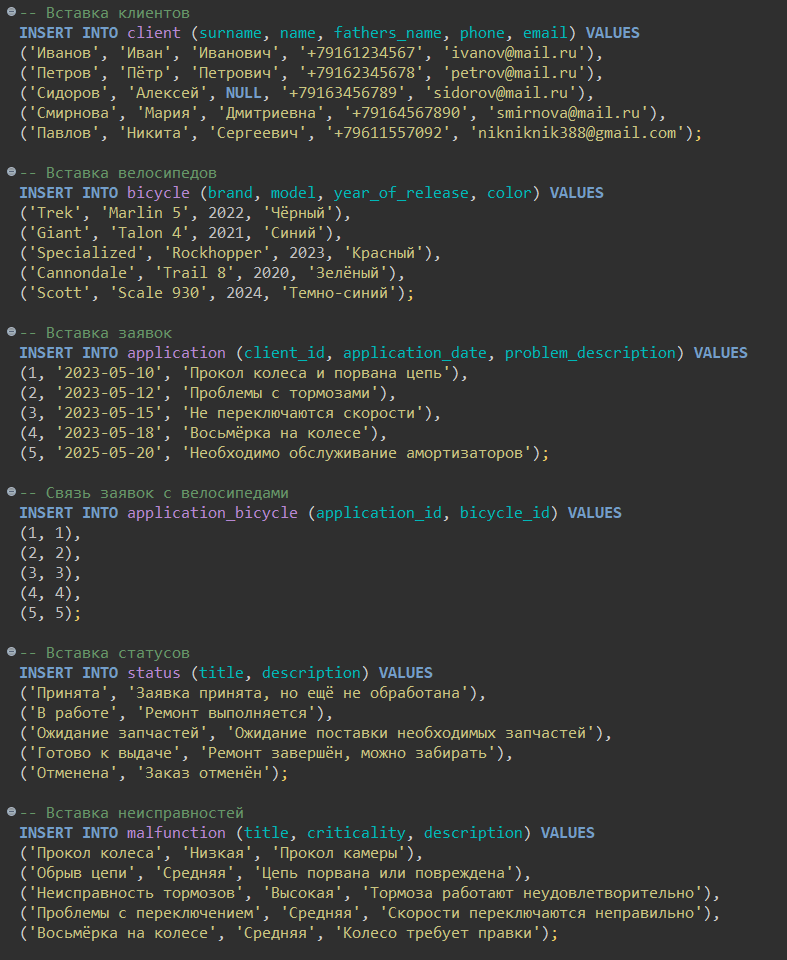 -- Вставка клиентов
INSERT INTO client (surname, name, fathers_name, phone, email) VALUES
('Иванов', 'Иван', 'Иванович', '+79161234567', 'ivanov@mail.ru'),
('Петров', 'Пётр', 'Петрович', '+79162345678', 'petrov@mail.ru'),
('Сидоров', 'Алексей', NULL, '+79163456789', 'sidorov@mail.ru'),
('Смирнова', 'Мария', 'Дмитриевна', '+79164567890', 'smirnova@mail.ru'),
('Павлов', 'Никита', 'Сергеевич', '+79611557092', 'nikniknik388@gmail.com');
-- Вставка велосипедов
INSERT INTO bicycle (brand, model, year_of_release, color) VALUES
('Trek', 'Marlin 5', 2022, 'Чёрный'),
('Giant', 'Talon 4', 2021, 'Синий'),
('Specialized', 'Rockhopper', 2023, 'Красный'),
('Cannondale', 'Trail 8', 2020, 'Зелёный'),
('Scott', 'Scale 930', 2024, 'Темно-синий');
-- Вставка заявок
INSERT INTO application (client_id, application_date, problem_description) VALUES
(1, '2023-05-10', 'Прокол колеса и порвана цепь'),
(2, '2023-05-12', 'Проблемы с тормозами'),
(3, '2023-05-15', 'Не переключаются скорости'),
(4, '2023-05-18', 'Восьмёрка на колесе'),
(5, '2025-05-20', 'Необходимо обслуживание амортизаторов');
-- Связь заявок с велосипедами
INSERT INTO application_bicycle (application_id, bicycle_id) VALUES
(1, 1),
(2, 2),
(3, 3),
(4, 4),
(5, 5);
-- Вставка статусов
INSERT INTO status (title, description) VALUES
('Принята', 'Заявка принята, но ещё не обработана'),
('В работе', 'Ремонт выполняется'),
('Ожидание запчастей', 'Ожидание поставки необходимых запчастей'),
('Готово к выдаче', 'Ремонт завершён, можно забирать'),
('Отменена', 'Заказ отменён');
-- Вставка неисправностей
INSERT INTO malfunction (title, criticality, description) VALUES
('Прокол колеса', 'Низкая', 'Прокол камеры'),
('Обрыв цепи', 'Средняя', 'Цепь порвана или повреждена'),
('Неисправность тормозов', 'Высокая', 'Тормоза работают неудовлетворительно'),
('Проблемы с переключением', 'Средняя', 'Скорости переключаются неправильно'),
('Восьмёрка на колесе', 'Средняя', 'Колесо требует правки');